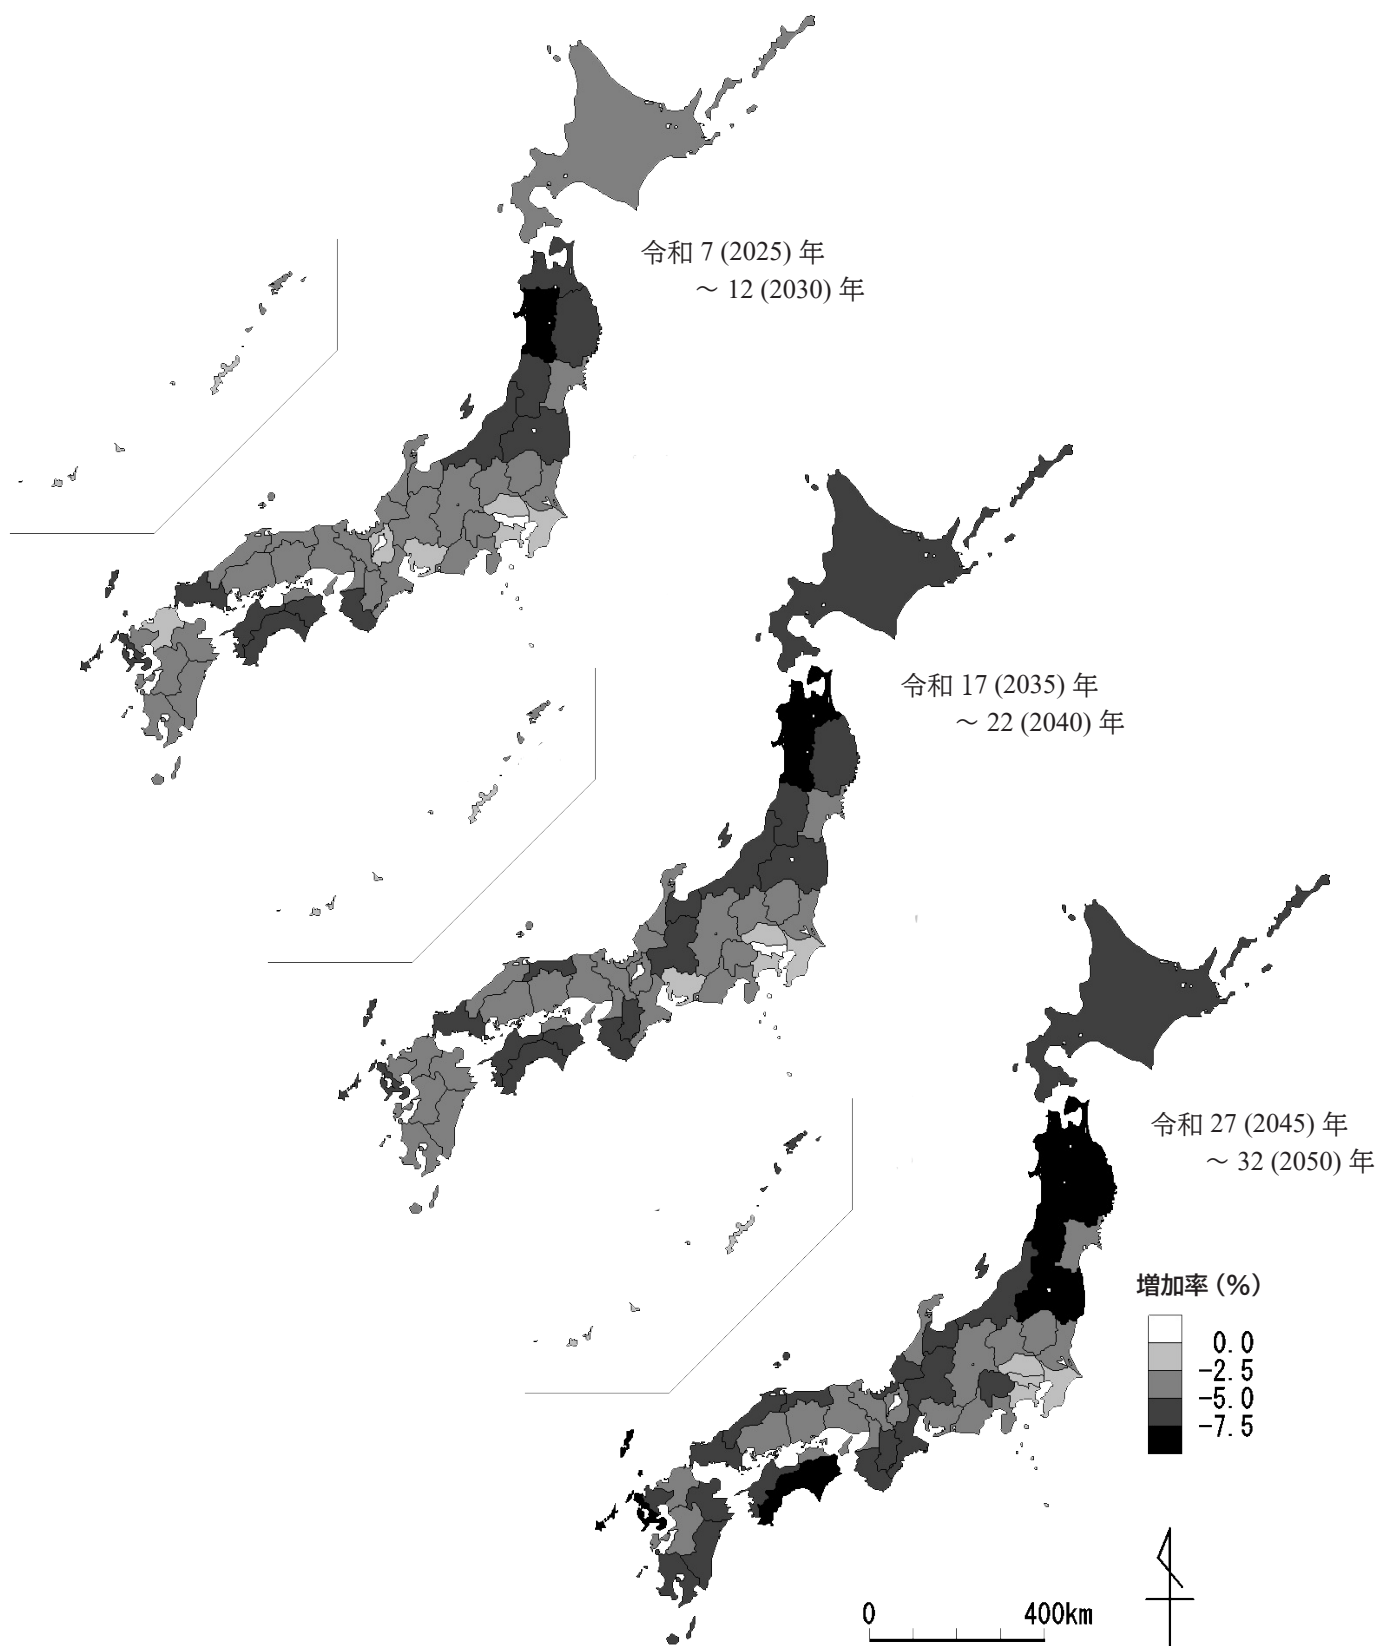 令和 7 (2025) 年
～ 12 (2030) 年
令和 17 (2035) 年
～ 22 (2040) 年
令和 27 (2045) 年
～ 32 (2050) 年
増加率 (%)
0.0
-2.5
-5.0
-7.5
0 400km